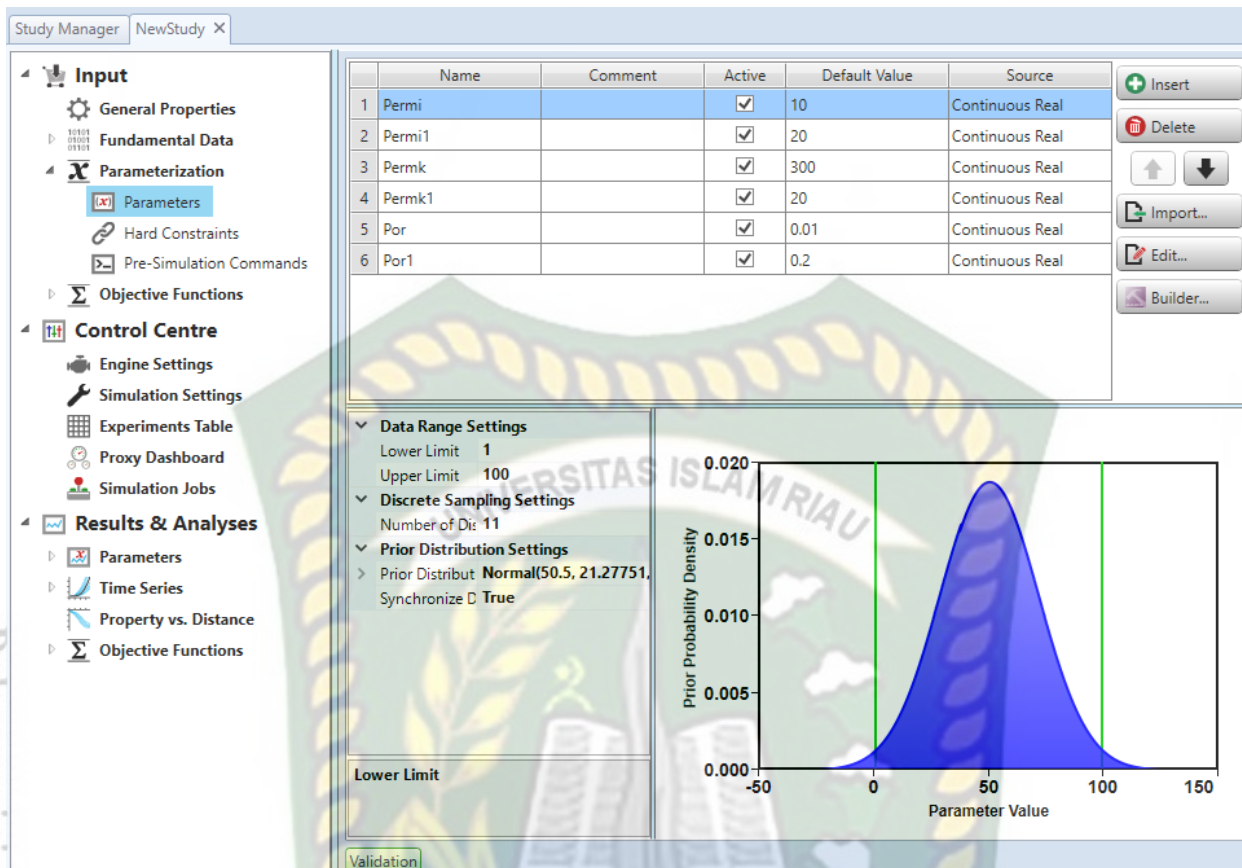 Study Manager NewStudy
Input
General Properties
Fundamental Data
Parameterization
Parameters
Hard Constraints
Pre-Simulation Commands
Objective Functions
Control Centre
Engine Settings
Simulation Settings
Experiments Table
Proxy Dashboard
Simulation Jobs
Results & Analyses
Parameters
Time Series
Property vs. Distance
Objective Functions
Name Comment Active Default Value Source
1 Permi 10 Continuous Real
2 Permi1 20 Continuous Real
3 Permk 300 Continuous Real
4 Permk1 20 Continuous Real
5 Por 0.01 Continuous Real
6 Por1 0.2 Continuous Real
Insert
Delete
Import...
Edit...
Builder...
Data Range Settings
Lower Limit 1
Upper Limit 100
Discrete Sampling Settings
Number of Dis 11
Prior Distribution Settings
Prior Distribut Normal(50.5, 21.27751,
Synchronize D True
Lower Limit
Validation
UNIVERSITAS ISLAM RIAU
Prior Probability Density
0.020
0.015
0.010
0.005
0.000
-50 0 50 100 150
Parameter Value